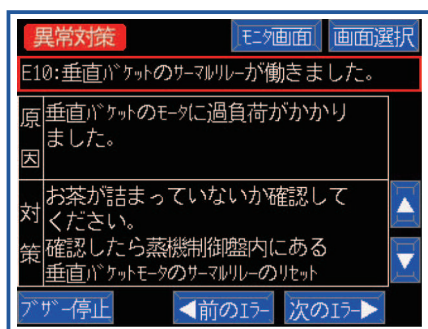 異常対策 ﾓﾆﾀ画面 画面選択
E10:垂直ﾊﾞｹｯﾄのｻｰﾏﾙﾘﾚｰが働きました。
原因
垂直ﾊﾞｹｯﾄのﾓｰﾀに過負荷がかかり
ました。
対策
お茶が詰まっていないか確認して
ください。
確認したら蒸機制御盤内にある
垂直ﾊﾞｹｯﾄﾓｰﾀのｻｰﾏﾙﾘﾚｰのﾘｾｯﾄ
▲
▼
ﾌﾞｻﾞｰ停止 ◀前のｴﾗｰ 次のｴﾗｰ▶